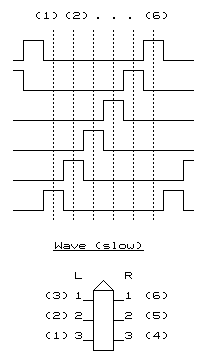 (1) (2) . . . (6)
Wave (slow)
L R
(3) 1 1 (6)
(2) 2 2 (5)
(1) 3 3 (4)